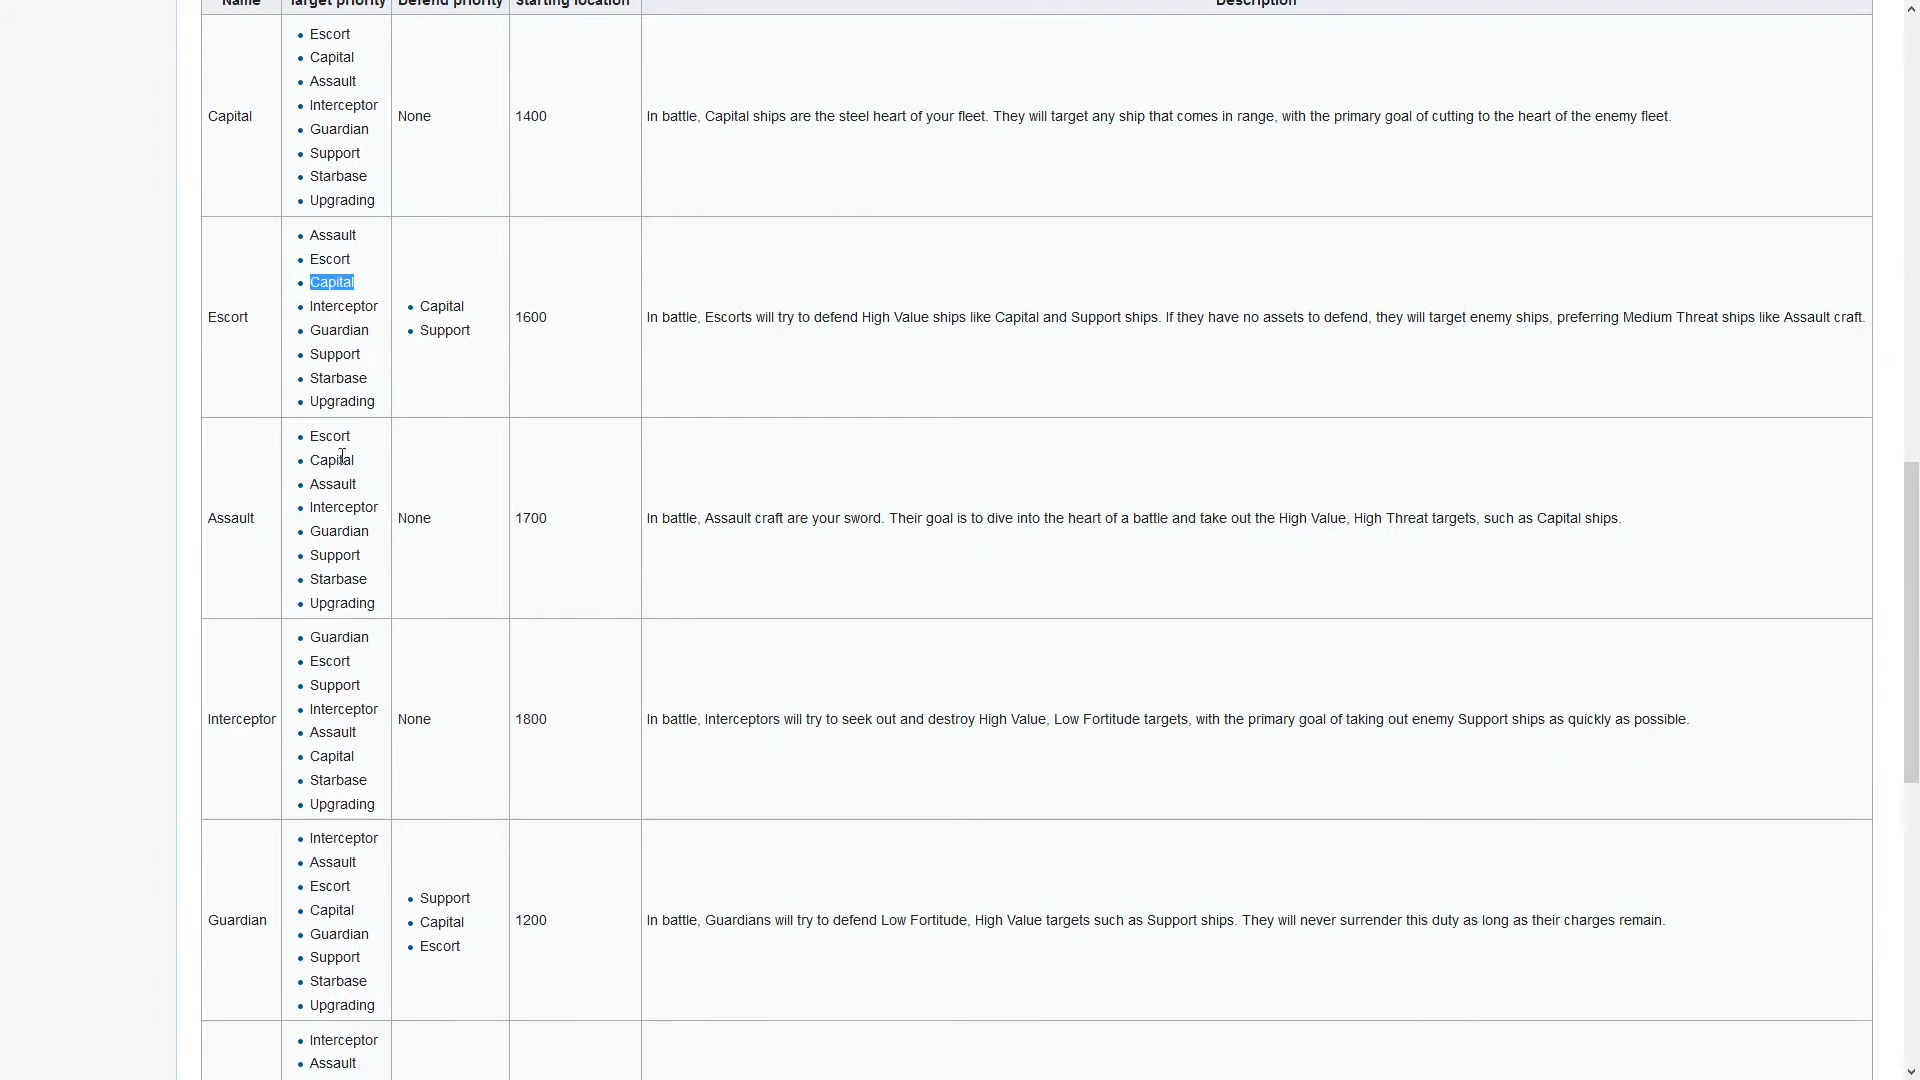 Name Target priority Defend priority Starting location Description
Escort
Capital
Assault
Interceptor
Guardian
Support
Starbase
Upgrading
Capital
None
1400
In battle, Capital ships are the steel heart of your fleet. They will target any ship that comes in range, with the primary goal of cutting to the heart of the enemy fleet.
Assault
Escort
Capital
Interceptor
Guardian
Support
Starbase
Upgrading
Escort
Capital
Support
1600
In battle, Escorts will try to defend High Value ships like Capital and Support ships. If they have no assets to defend, they will target enemy ships, preferring Medium Threat ships like Assault craft.
Escort
Capital
Assault
Interceptor
Guardian
Support
Starbase
Upgrading
Assault
None
1700
In battle, Assault craft are your sword. Their goal is to dive into the heart of a battle and take out the High Value, High Threat targets, such as Capital ships.
Guardian
Escort
Support
Interceptor
Assault
Capital
Starbase
Upgrading
Interceptor
None
1800
In battle, Interceptors will try to seek out and destroy High Value, Low Fortitude targets, with the primary goal of taking out enemy Support ships as quickly as possible.
Interceptor
Assault
Escort
Capital
Guardian
Support
Starbase
Upgrading
Guardian
Support
Capital
Escort
1200
In battle, Guardians will try to defend Low Fortitude, High Value targets such as Support ships. They will never surrender this duty as long as their charges remain.
Interceptor
Assault